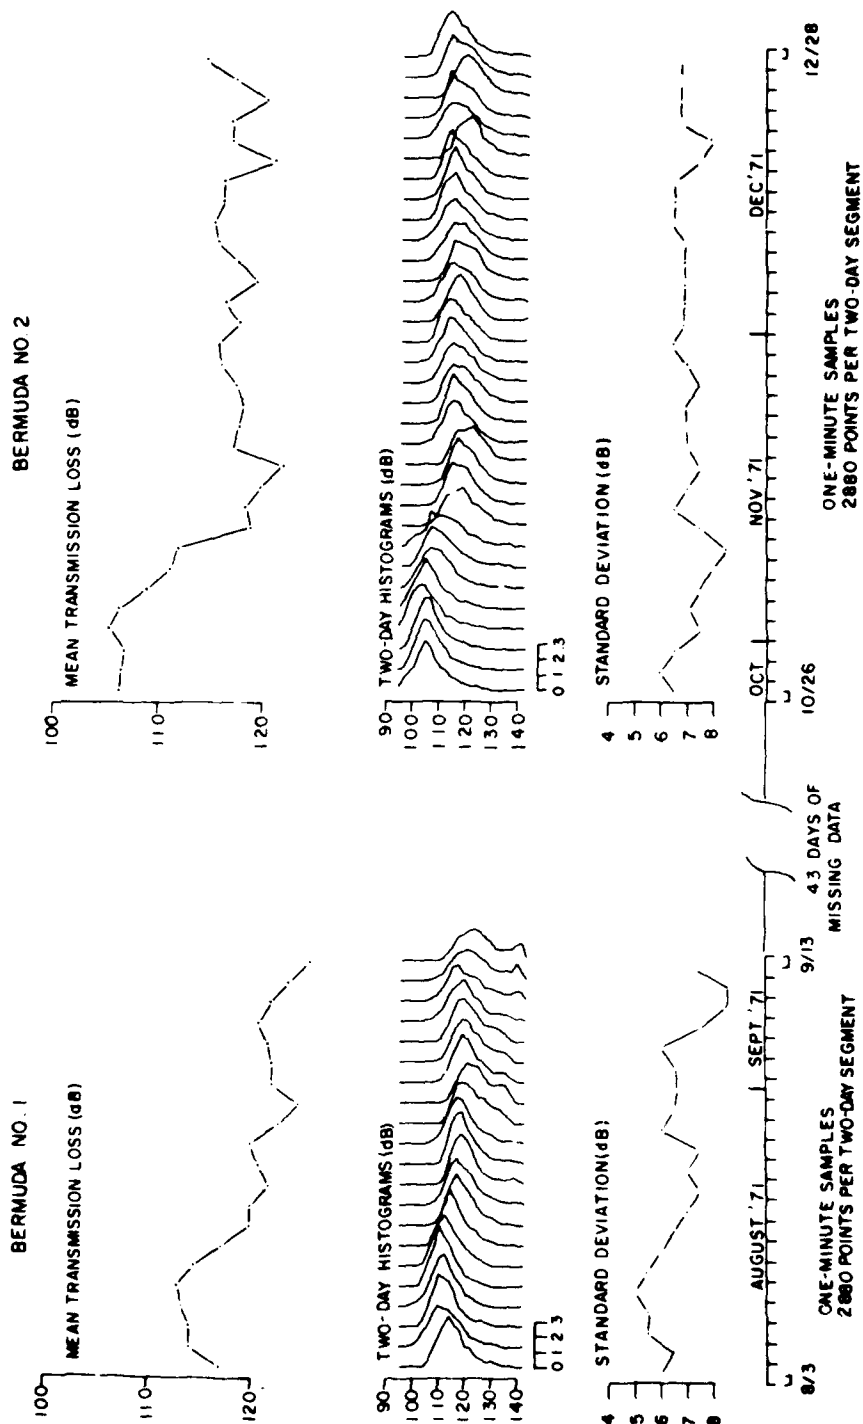 BERMUDA NO. 1
MEAN TRANSMISSION LOSS (dB)
100
110
120
TWO-DAY HISTOGRAMS (dB)
90
100
110
120
130
140
0 1 2 3
STANDARD DEVIATION (dB)
4
5
6
7
8
8/3
AUGUST '71
SEPT '71
9/13
ONE-MINUTE SAMPLES
2880 POINTS PER TWO-DAY SEGMENT
43 DAYS OF
MISSING DATA
BERMUDA NO. 2
MEAN TRANSMISSION LOSS (dB)
100
110
120
TWO-DAY HISTOGRAMS (dB)
90
100
110
120
130
140
0 1 2 3
STANDARD DEVIATION (dB)
4
5
6
7
8
10/26
OCT
NOV '71
DEC '71
12/28
ONE-MINUTE SAMPLES
2880 POINTS PER TWO-DAY SEGMENT